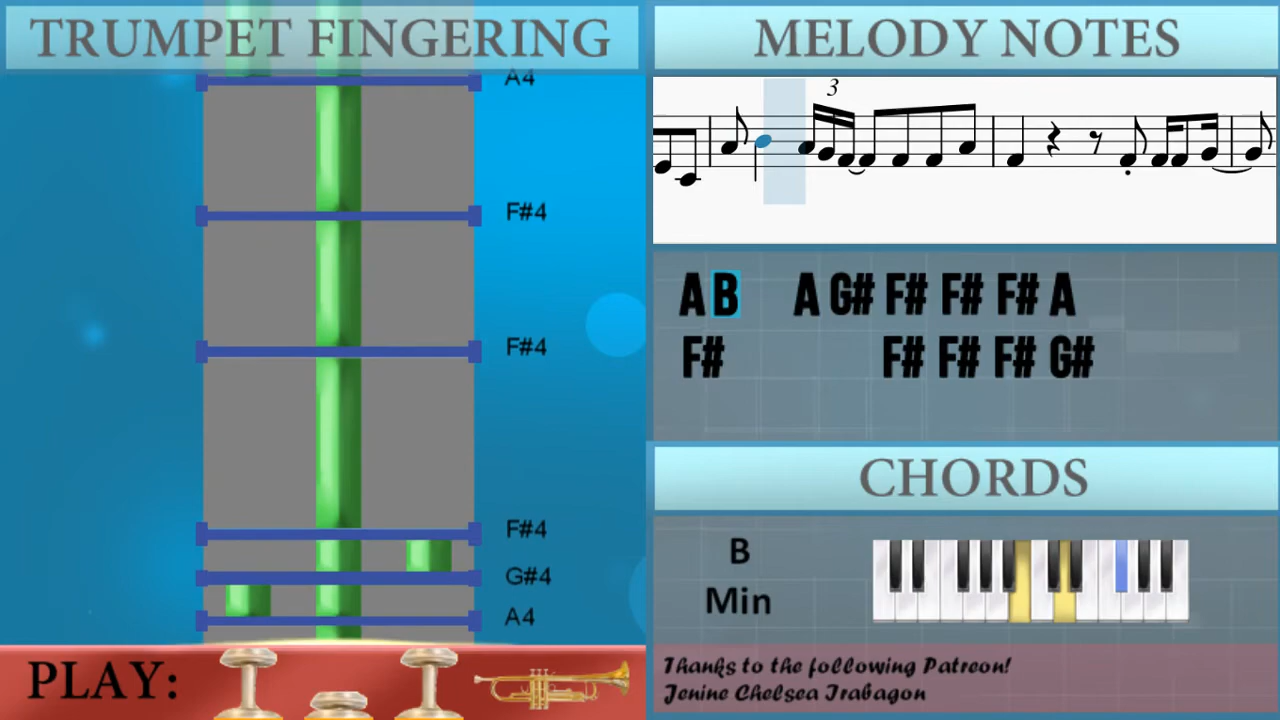 TRUMPET FINGERING
A4
F#4
F#4
F#4
G#4
A4
PLAY:
MELODY NOTES
3
A B A G# F# F# F# A
F# F# F# F# G#
CHORDS
B
Min
Thanks to the following Patreon!
Jenine Chelsea Irabagon